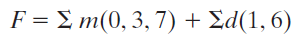 F = Σ m(0, 3, 7) + Σd(1, 6)